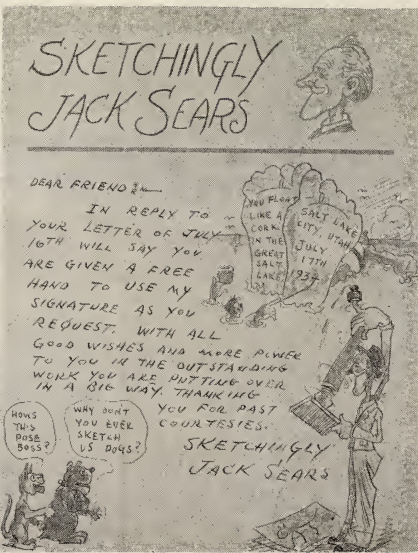 SKETCHINGLY
JACK SEARS
DEAR FRIEND:
IN REPLY TO
YOUR LETTER OF JULY
16TH WILL SAY YOU
ARE GIVEN A FREE
HAND TO USE MY
SIGNATURE AS YOU
REQUEST. WITH ALL
GOOD WISHES AND MORE POWER
TO YOU IN THE OUTSTANDING
WORK YOU ARE PUTTING OVER
IN A BIG WAY. THANKING
YOU FOR PAST
COURTESIES.
SKETCHINGLY
JACK SEARS
YOU FLOAT
LIKE A
CORK
IN THE
GREAT
SALT
LAKE
SALT LAKE
CITY, UTAH
JULY
17TH
1934
HOWS
THIS
POSE
BOSS?
WHY DONT
YOU EVER
SKETCH
US DOGS?